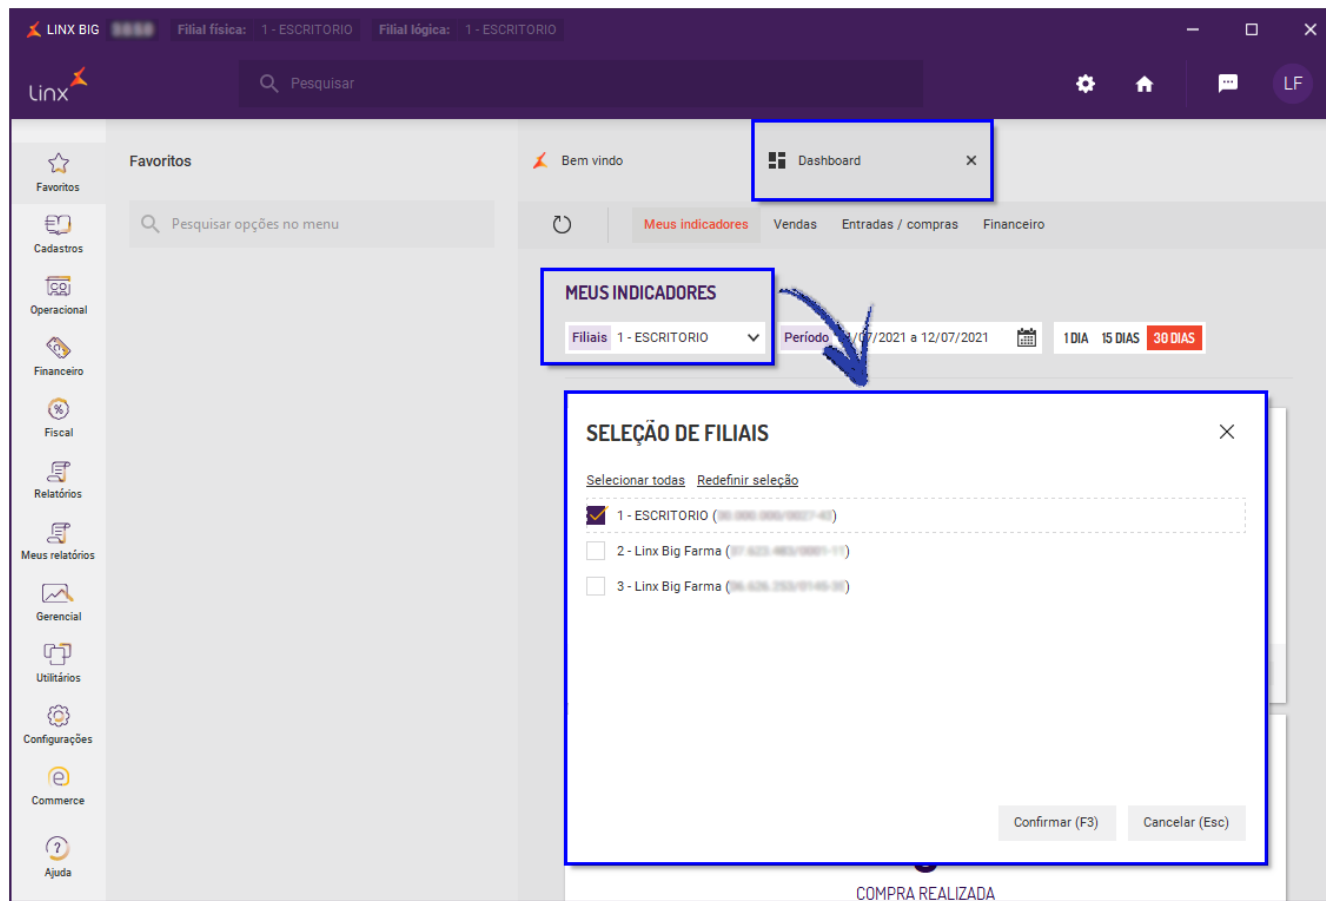 LINX BIG Filial física: 1 - ESCRITORIO Filial lógica: 1 - ESCRITORIO
Linx Pesquisar LF
Favoritos
Cadastros
Operacional
Financeiro
Fiscal
Relatórios
Meus relatórios
Gerencial
Utilitários
Configurações
Commerce
Ajuda
Favoritos
Pesquisar opções no menu
Bem vindo Dashboard
Meus indicadores Vendas Entradas / compras Financeiro
MEUS INDICADORES
Filiais 1 - ESCRITORIO Período /07/2021 a 12/07/2021 1 DIA 15 DIAS 30 DIAS
SELEÇÃO DE FILIAIS
Selecionar todas Redefinir seleção
1 - ESCRITORIO ( )
2 - Linx Big Farma ( )
3 - Linx Big Farma ( )
Confirmar (F3) Cancelar (Esc)
COMPRA REALIZADA